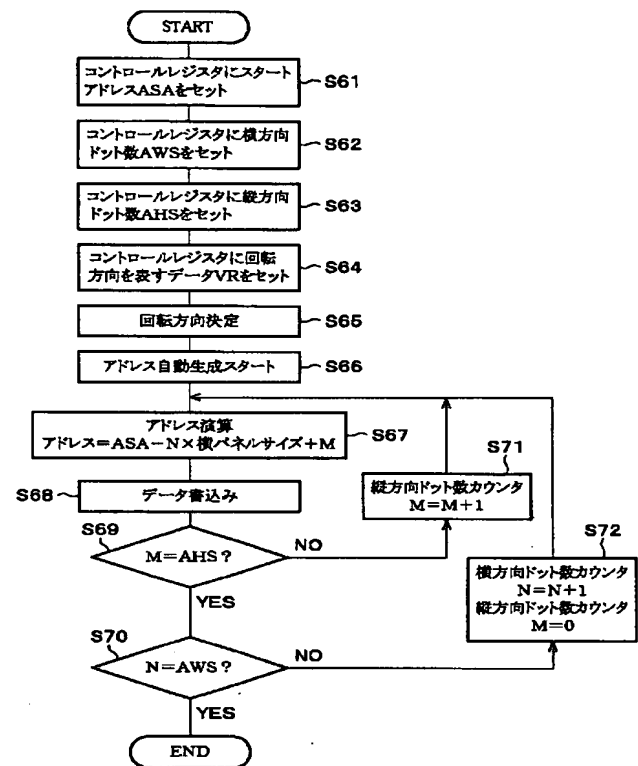 START
コントロールレジスタにスタート
アドレスASAをセット
S61
コントロールレジスタに横方向
ドット数AWSをセット
S62
コントロールレジスタに縦方向
ドット数AHSをセット
S63
コントロールレジスタに回転
方向を表すデータVRをセット
S64
回転方向決定
S65
アドレス自動生成スタート
S66
アドレス演算
アドレス=ASA-N×横パネルサイズ+M
S67
S71
縦方向ドット数カウンタ
M=M+1
S68
データ書込み
S69
M=AHS?
NO
YES
S72
横方向ドット数カウンタ
N=N+1
縦方向ドット数カウンタ
M=0
S70
N=AWS?
NO
YES
END